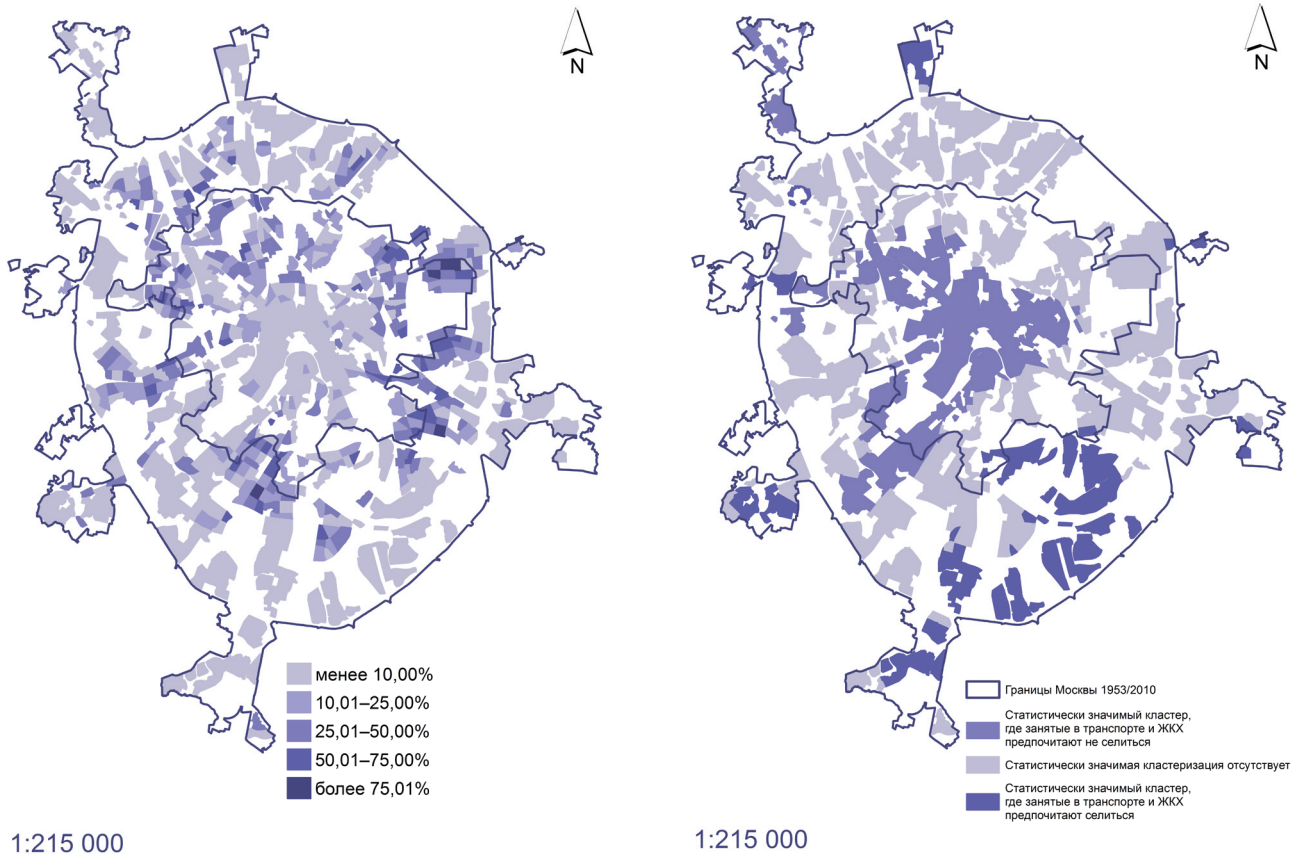 N
менее 10,00%
10,01–25,00%
25,01–50,00%
50,01–75,00%
более 75,01%
1:215 000
N
Границы Москвы 1953/2010
Статистически значимый кластер,
где занятые в транспорте и ЖКХ
предпочитают не селиться
Статистически значимая кластеризация отсутствует
Статистически значимый кластер,
где занятые в транспорте и ЖКХ
предпочитают селиться
1:215 000